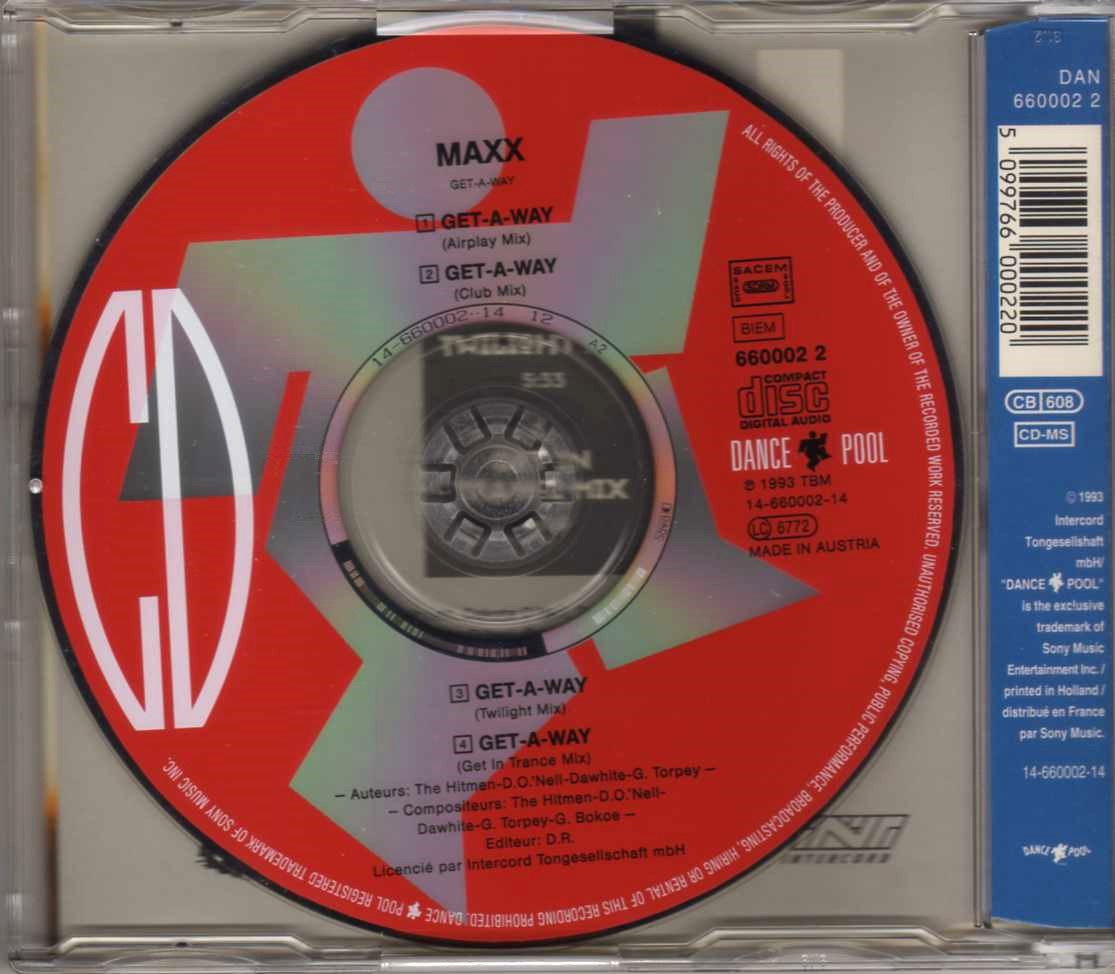 MAXX
GET-A-WAY
1 GET-A-WAY
(Airplay Mix)
2 GET-A-WAY
(Club Mix)
14-660002-14 12 A2
TWILIGHT
5:53
MIX
3 GET-A-WAY
(Twilight Mix)
4 GET-A-WAY
(Get In Trance Mix)
– Auteurs: The Hitmen-D.O.'Nell-Dawhite-G. Torpey –
– Compositeurs: The Hitmen-D.O.'Nell-
Dawhite-G. Torpey-G. Bokoe –
Editeur: D.R.
Licencié par Intercord Tongesellschaft mbH
CD
SACEM
BIEM
660002 2
COMPACT
disc
DIGITAL AUDIO
DANCE POOL
℗ 1993 TBM
14-660002-14
LC 6772
MADE IN AUSTRIA
ALL RIGHTS OF THE PRODUCER AND OF THE OWNER OF THE RECORDED WORK RESERVED. UNAUTHORISED COPYING, PUBLIC PERFORMANCE, BROADCASTING, HIRING OR RENTAL OF THIS RECORDING PROHIBITED. DANCE POOL REGISTERED TRADEMARK OF SONY MUSIC INC.
INTERCORD
DAN
660002 2
5 099766 000220
CB 608
CD-MS
© 1993
Intercord
Tongesellshaft
mbH/
"DANCE POOL"
is the exclusive
trademark of
Sony Music
Entertainment Inc. /
printed in Holland /
distribué en France
par Sony Music.
14-660002-14
DANCE POOL